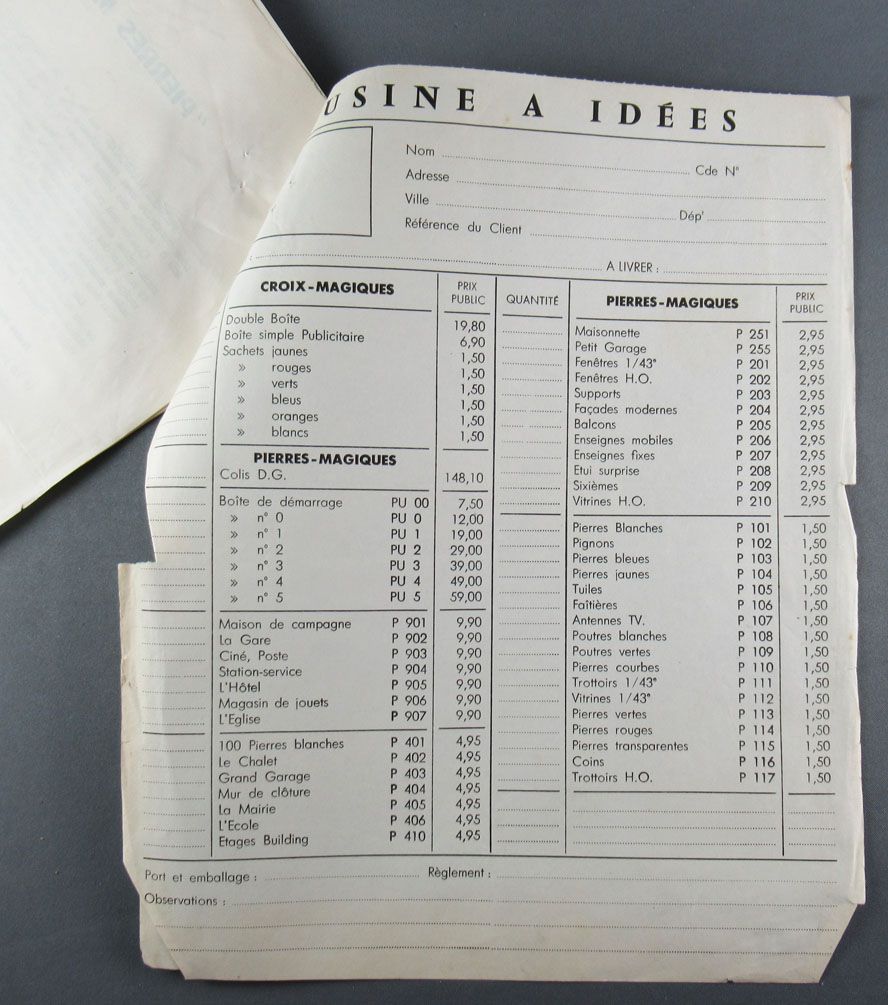 USINE A IDÉES
Nom Cde N°
Adresse
Ville Dép'
Référence du Client
A LIVRER :
CROIX-MAGIQUES PRIX PUBLIC
Double Boîte 19,80
Boîte simple Publicitaire 6,90
Sachets jaunes 1,50
» rouges 1,50
» verts 1,50
» bleus 1,50
» oranges 1,50
» blancs 1,50
PIERRES-MAGIQUES
Colis D.G. 148,10
Boîte de démarrage PU 00 7,50
» n° 0 PU 0 12,00
» n° 1 PU 1 19,00
» n° 2 PU 2 29,00
» n° 3 PU 3 39,00
» n° 4 PU 4 49,00
» n° 5 PU 5 59,00
Maison de campagne P 901 9,90
La Gare P 902 9,90
Ciné, Poste P 903 9,90
Station-service P 904 9,90
L'Hôtel P 905 9,90
Magasin de jouets P 906 9,90
L'Eglise P 907 9,90
100 Pierres blanches P 401 4,95
Le Chalet P 402 4,95
Grand Garage P 403 4,95
Mur de clôture P 404 4,95
La Mairie P 405 4,95
L'Ecole P 406 4,95
Etages Building P 410 4,95
QUANTITÉ PIERRES-MAGIQUES PRIX PUBLIC
Maisonnette P 251 2,95
Petit Garage P 255 2,95
Fenêtres 1/43e P 201 2,95
Fenêtres H.O. P 202 2,95
Supports P 203 2,95
Façades modernes P 204 2,95
Balcons P 205 2,95
Enseignes mobiles P 206 2,95
Enseignes fixes P 207 2,95
Etui surprise P 208 2,95
Sixièmes P 209 2,95
Vitrines H.O. P 210 2,95
Pierres Blanches P 101 1,50
Pignons P 102 1,50
Pierres bleues P 103 1,50
Pierres jaunes P 104 1,50
Tuiles P 105 1,50
Faîtières P 106 1,50
Antennes TV. P 107 1,50
Poutres blanches P 108 1,50
Poutres vertes P 109 1,50
Pierres courbes P 110 1,50
Trottoirs 1/43e P 111 1,50
Vitrines 1/43e P 112 1,50
Pierres vertes P 113 1,50
Pierres rouges P 114 1,50
Pierres transparentes P 115 1,50
Coins P 116 1,50
Trottoirs H.O. P 117 1,50
Port et emballage : Règlement :
Observations :